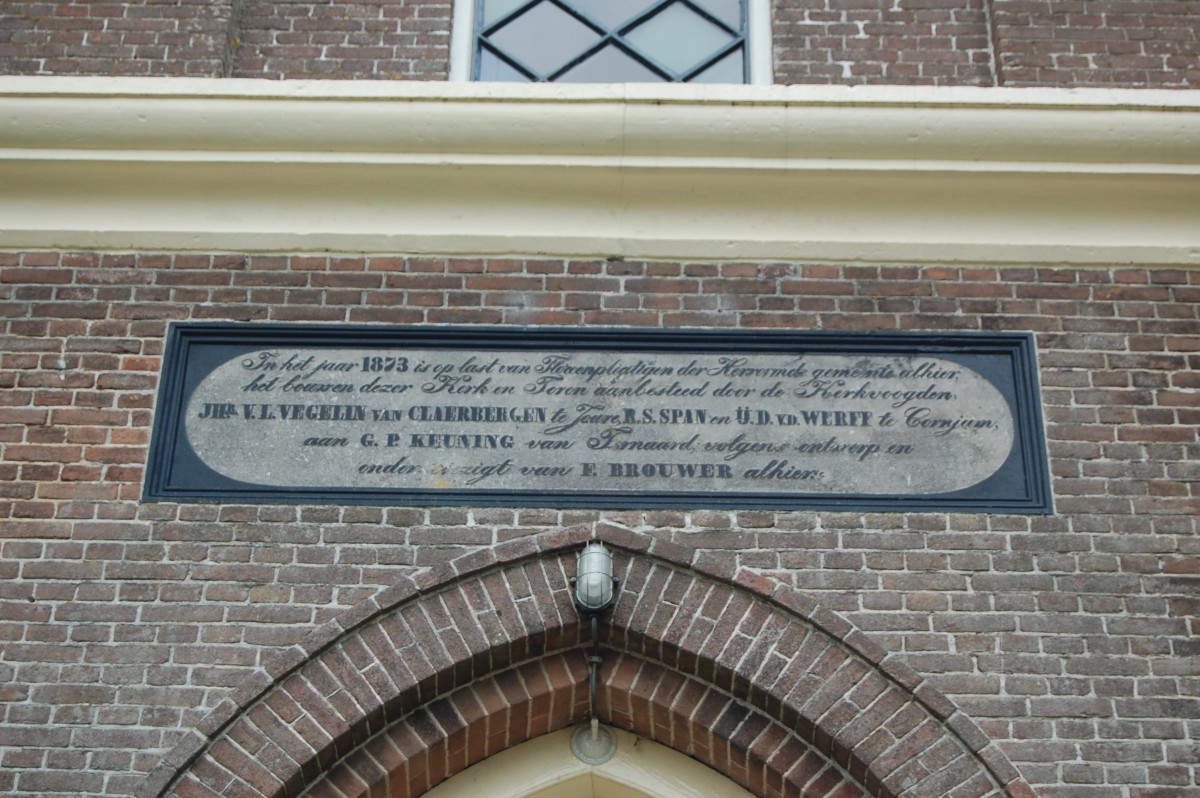 In het jaar 1873 is op last van Floreenpligtigen der Hervormde gemeente alhier,
het bouwen dezer Kerk en Toren aanbesteed door de Kerkvoogden,
JHR. V. L. VEGELIN VAN CLAERBERGEN te Joure, R. S. SPAN en IJ. D. V.D. WERFF te Cornjum,
aan G. P. KEUNING van Ternaard, volgens ontwerp en
van F. BROUWER alhier.